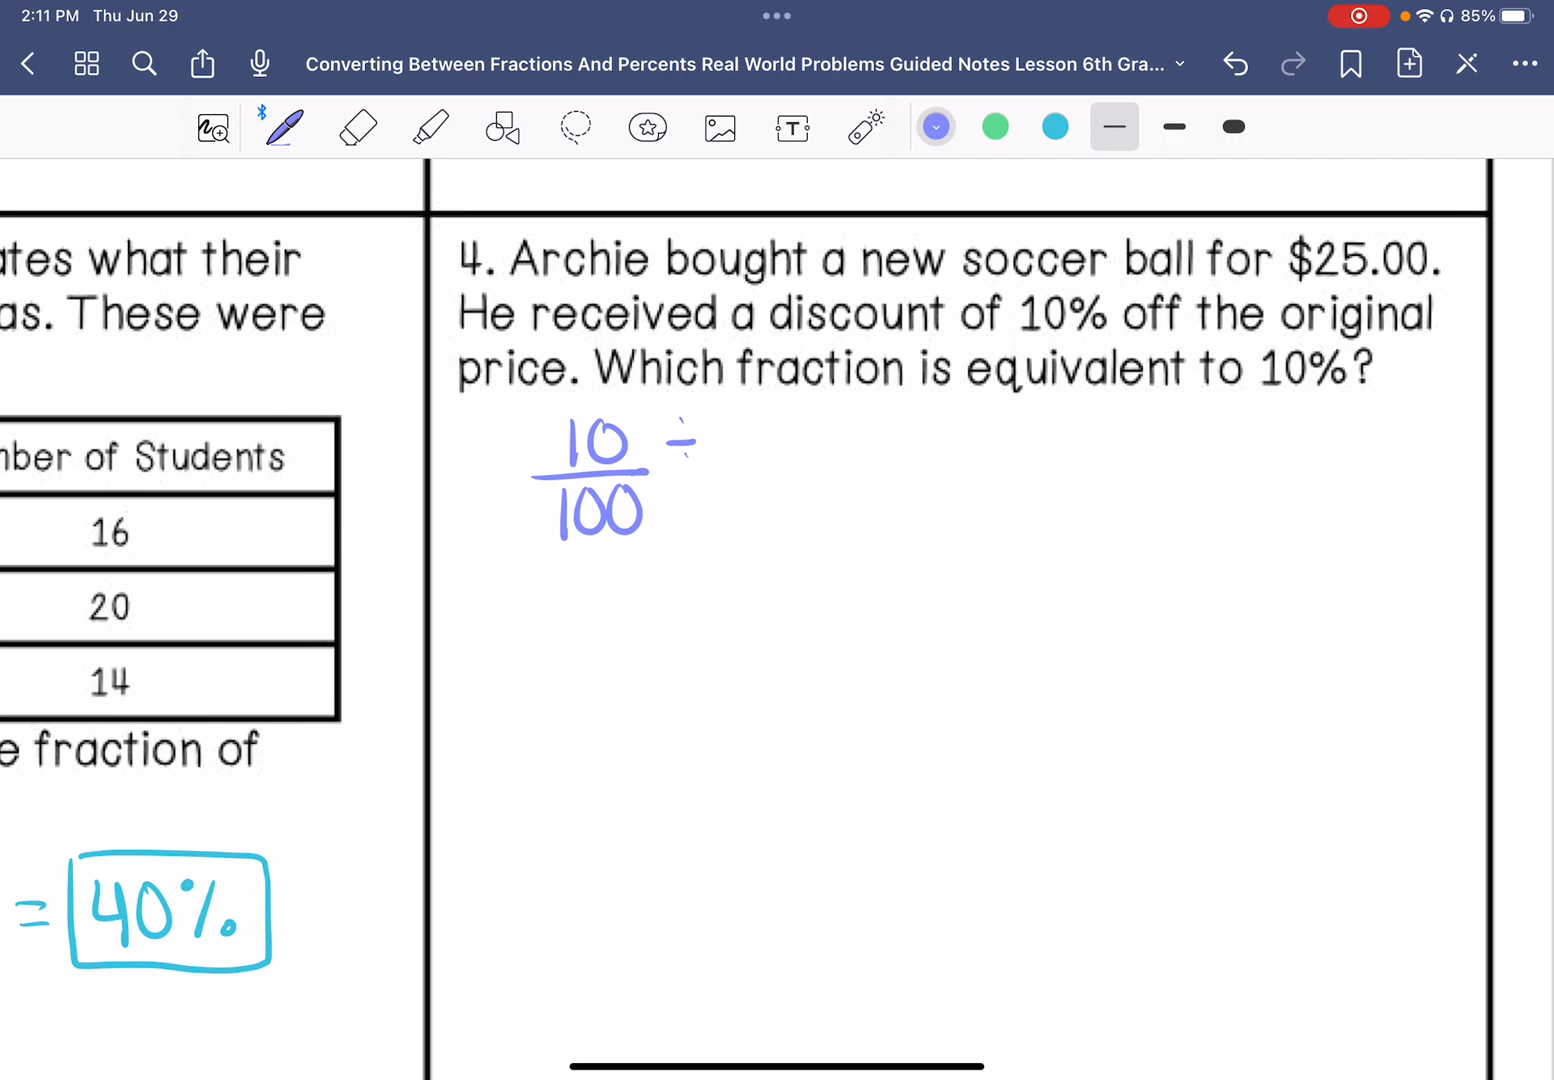 2:11 PM Thu Jun 29
85%
Converting Between Fractions And Percents Real World Problems Guided Notes Lesson 6th Gra...
T
ates what their
as. These were
mber of Students
16
20
14
e fraction of
= 40%
4. Archie bought a new soccer ball for $25.00.
He received a discount of 10% off the original
price. Which fraction is equivalent to 10%?
10 ÷
100